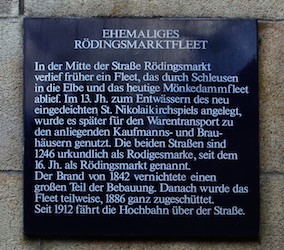 EHEMALIGES
RÖDINGSMARKTFLEET
In der Mitte der Straße Rödingsmarkt
verlief früher ein Fleet, das durch Schleusen
in die Elbe und das heutige Mönkedammfleet
ablief. Im 13. Jh. zum Entwässern des neu
eingedeichten St. Nikolaikirchspiels angelegt,
wurde es später für den Warentransport zu
den anliegenden Kaufmanns- und Brau-
häusern genutzt. Die beiden Straßen sind
1246 urkundlich als Rodigesmarke, seit dem
16. Jh. als Rödingsmarkt genannt.
Der Brand von 1842 vernichtete einen
großen Teil der Bebauung. Danach wurde das
Fleet teilweise, 1886 ganz zugeschüttet.
Seit 1912 fährt die Hochbahn über der Straße.